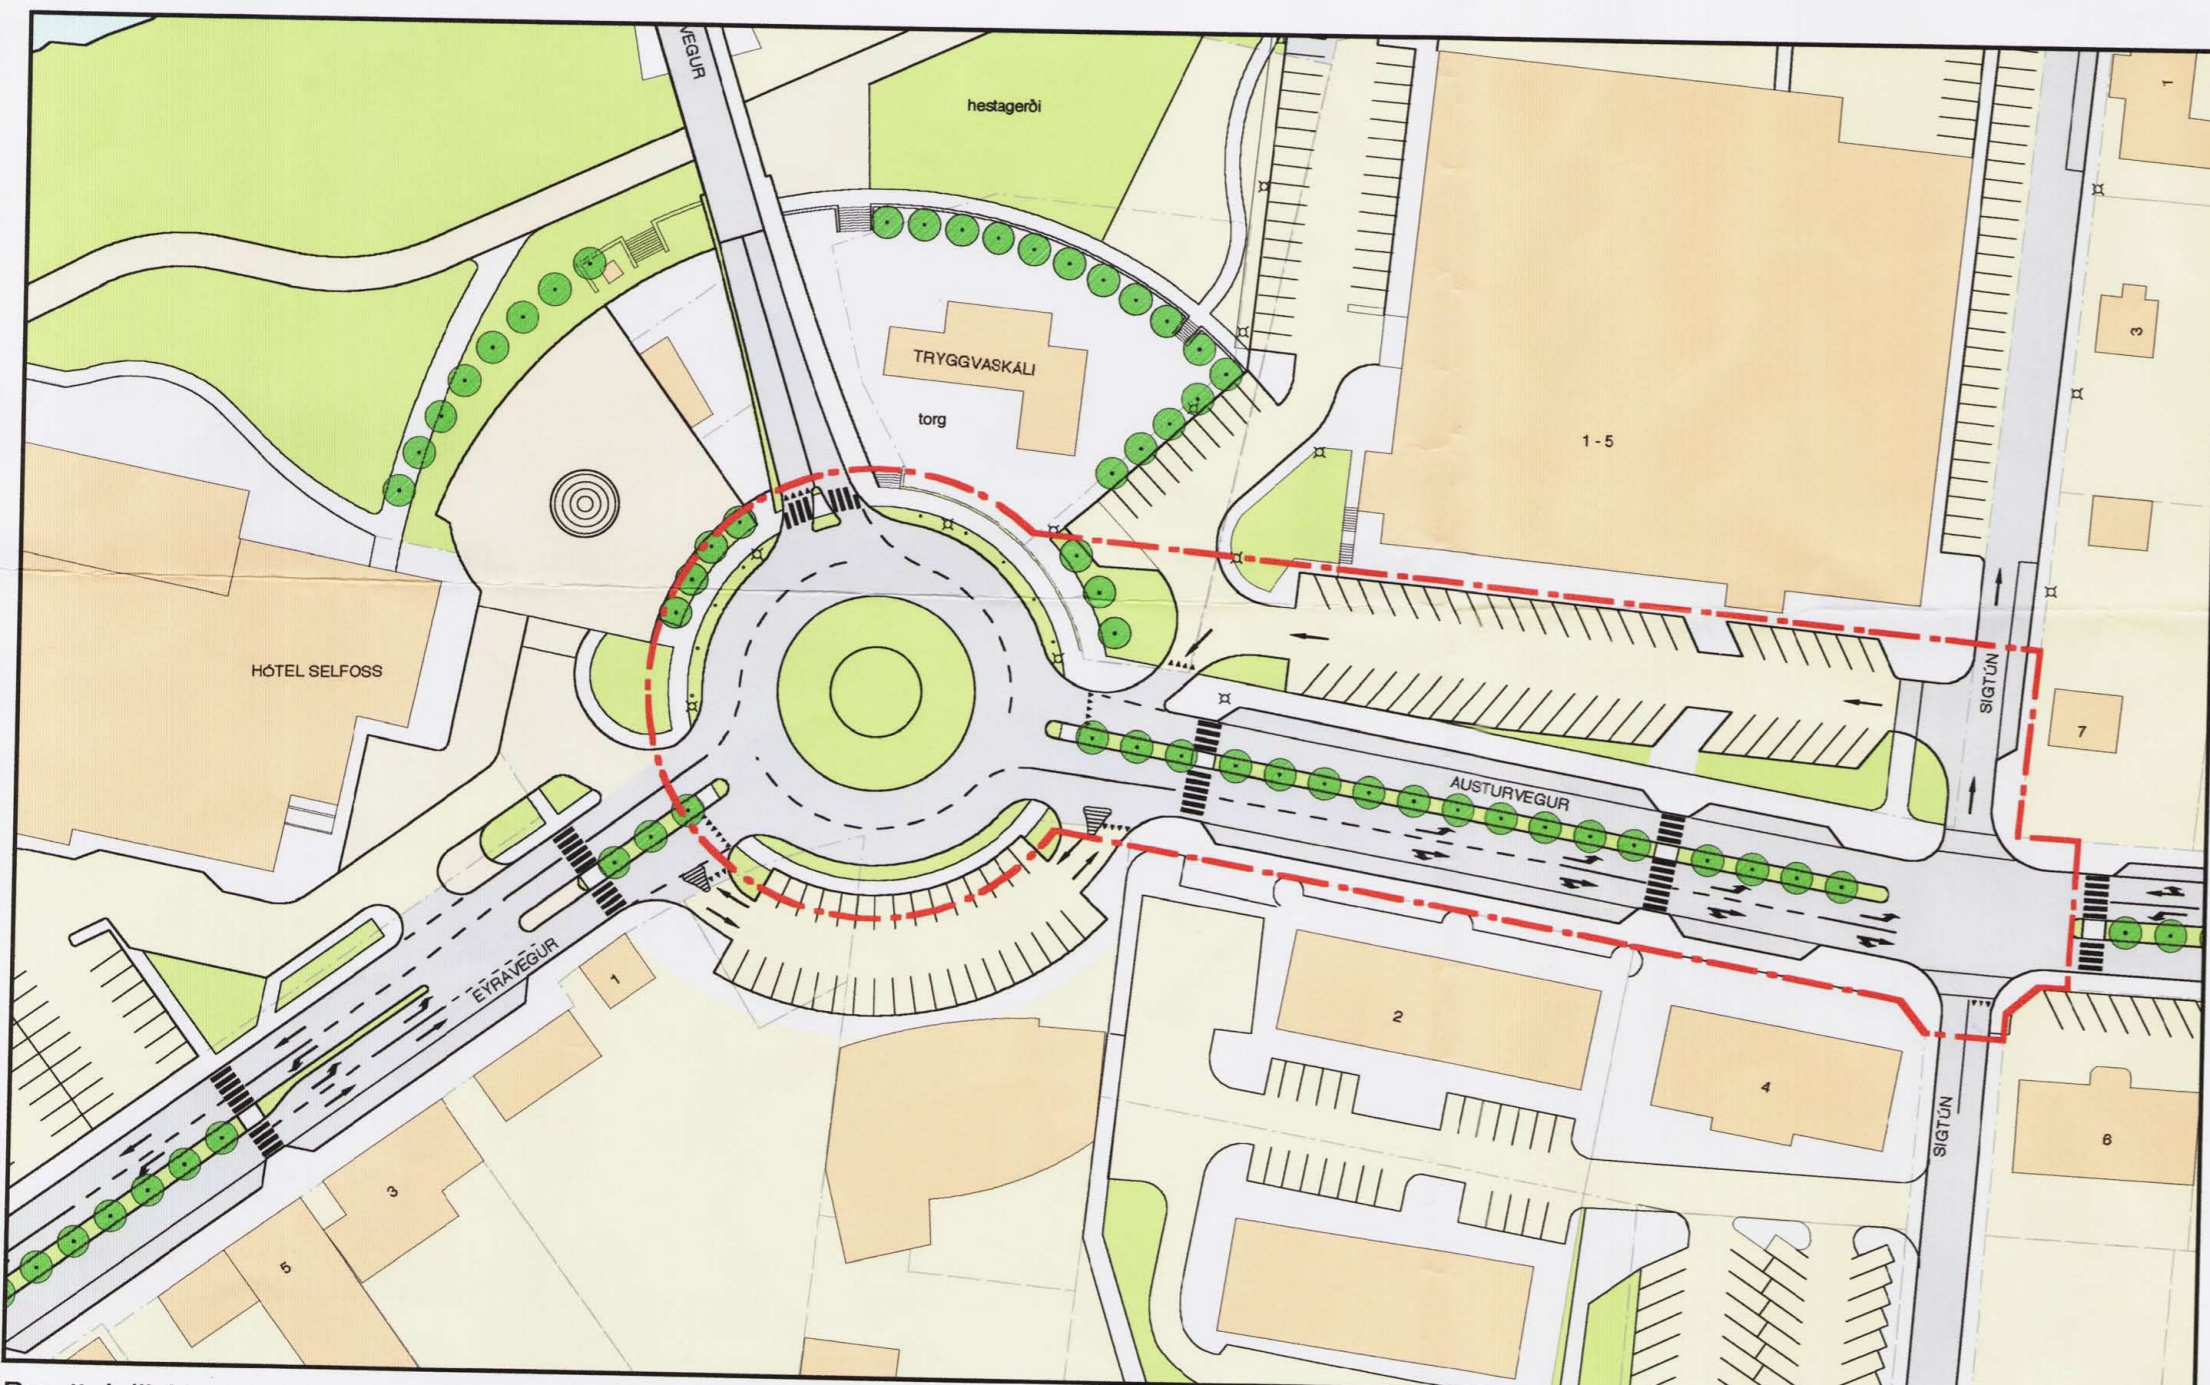 VEGUR
hestagerði
1
3
TRYGGVASKÁLI
torg
1 - 5
HÓTEL SELFOSS
SIGTÚN
7
AUSTURVEGUR
EYRAVEGUR
1
2
4
SIGTÚN
6
3
5